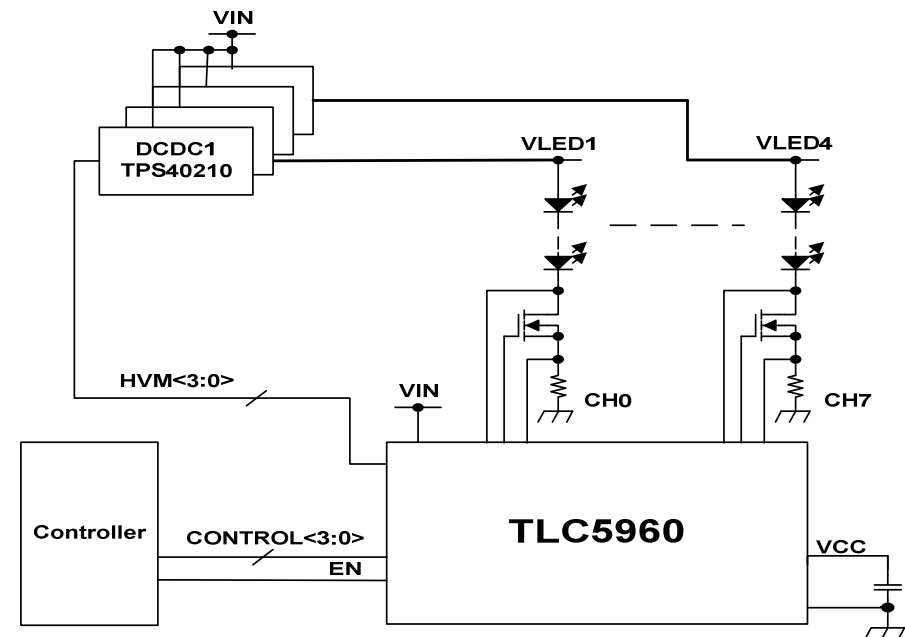 VIN
DCDC1
TPS40210
VLED1
VLED4
HVM<3:0>
VIN
CH0
CH7
Controller
CONTROL<3:0>
EN
TLC5960
VCC